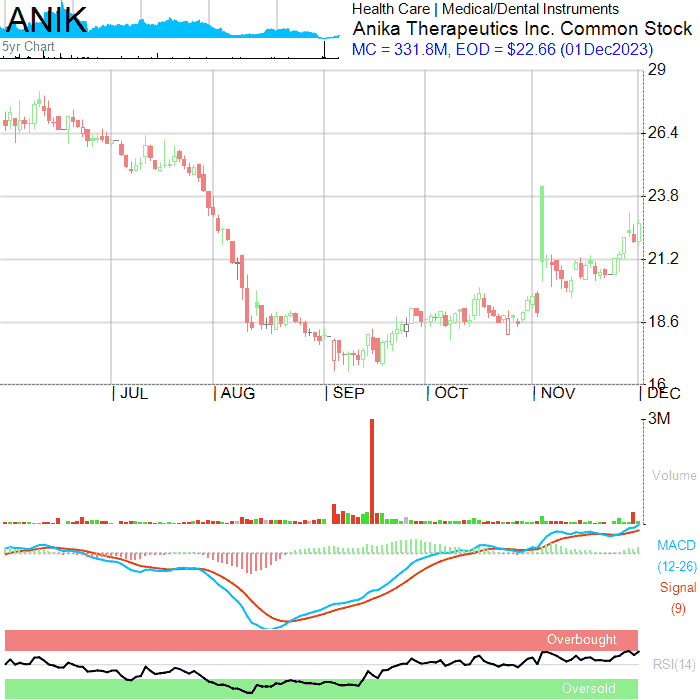 ANIK
5yr Chart
Health Care | Medical/Dental Instruments
Anika Therapeutics Inc. Common Stock
MC = 331.8M, EOD = $22.66 (01Dec2023)
29
26.4
23.8
21.2
18.6
16
JUL
AUG
SEP
OCT
NOV
DEC
3M
Volume
MACD
(12-26)
Signal
(9)
Overbought
RSI(14)
Oversold